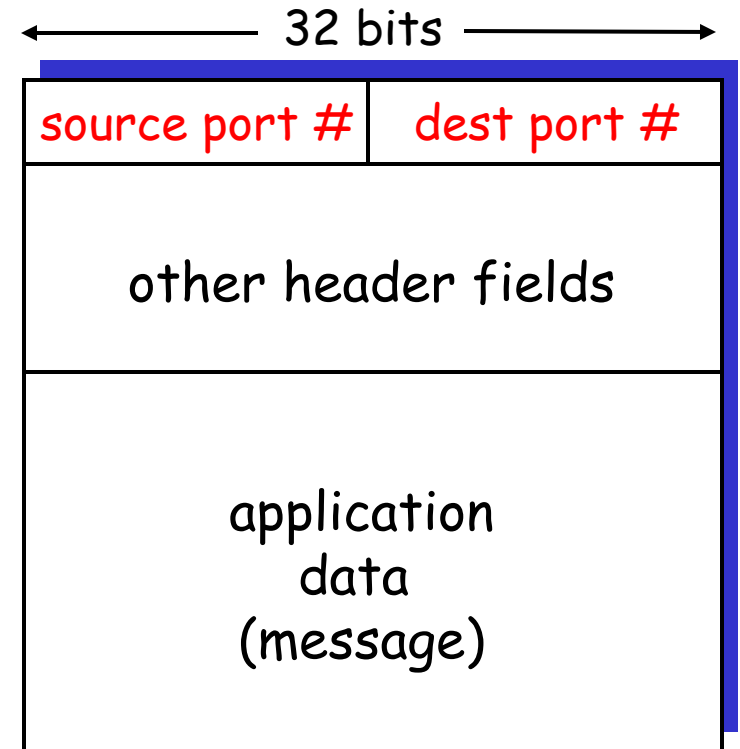 32 bits
source port # dest port #
other header fields
application
data
(message)